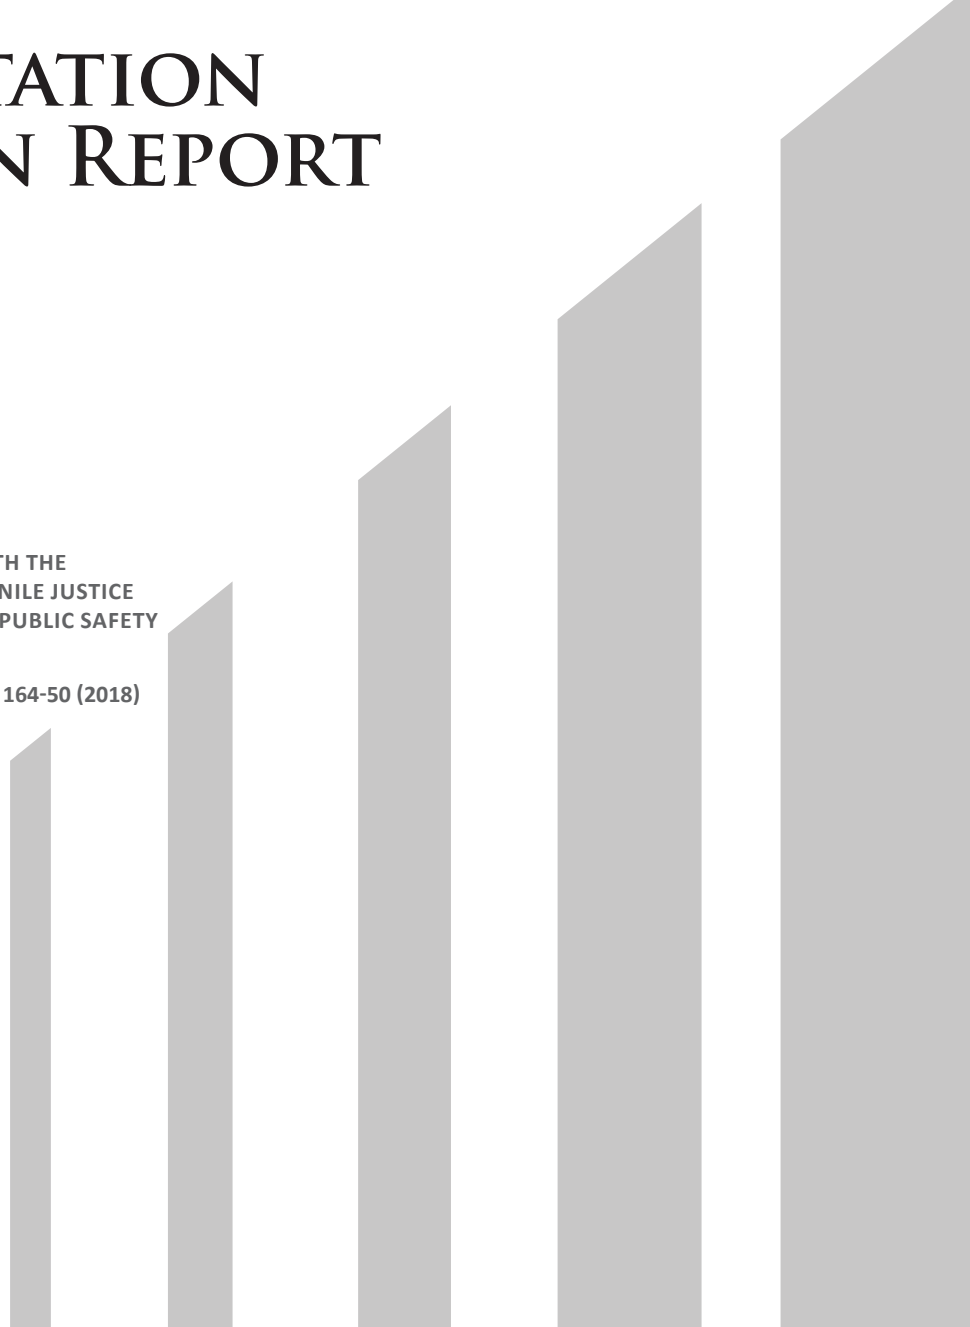 TATION
N REPORT
TH THE
NILE JUSTICE
PUBLIC SAFETY
164-50 (2018)